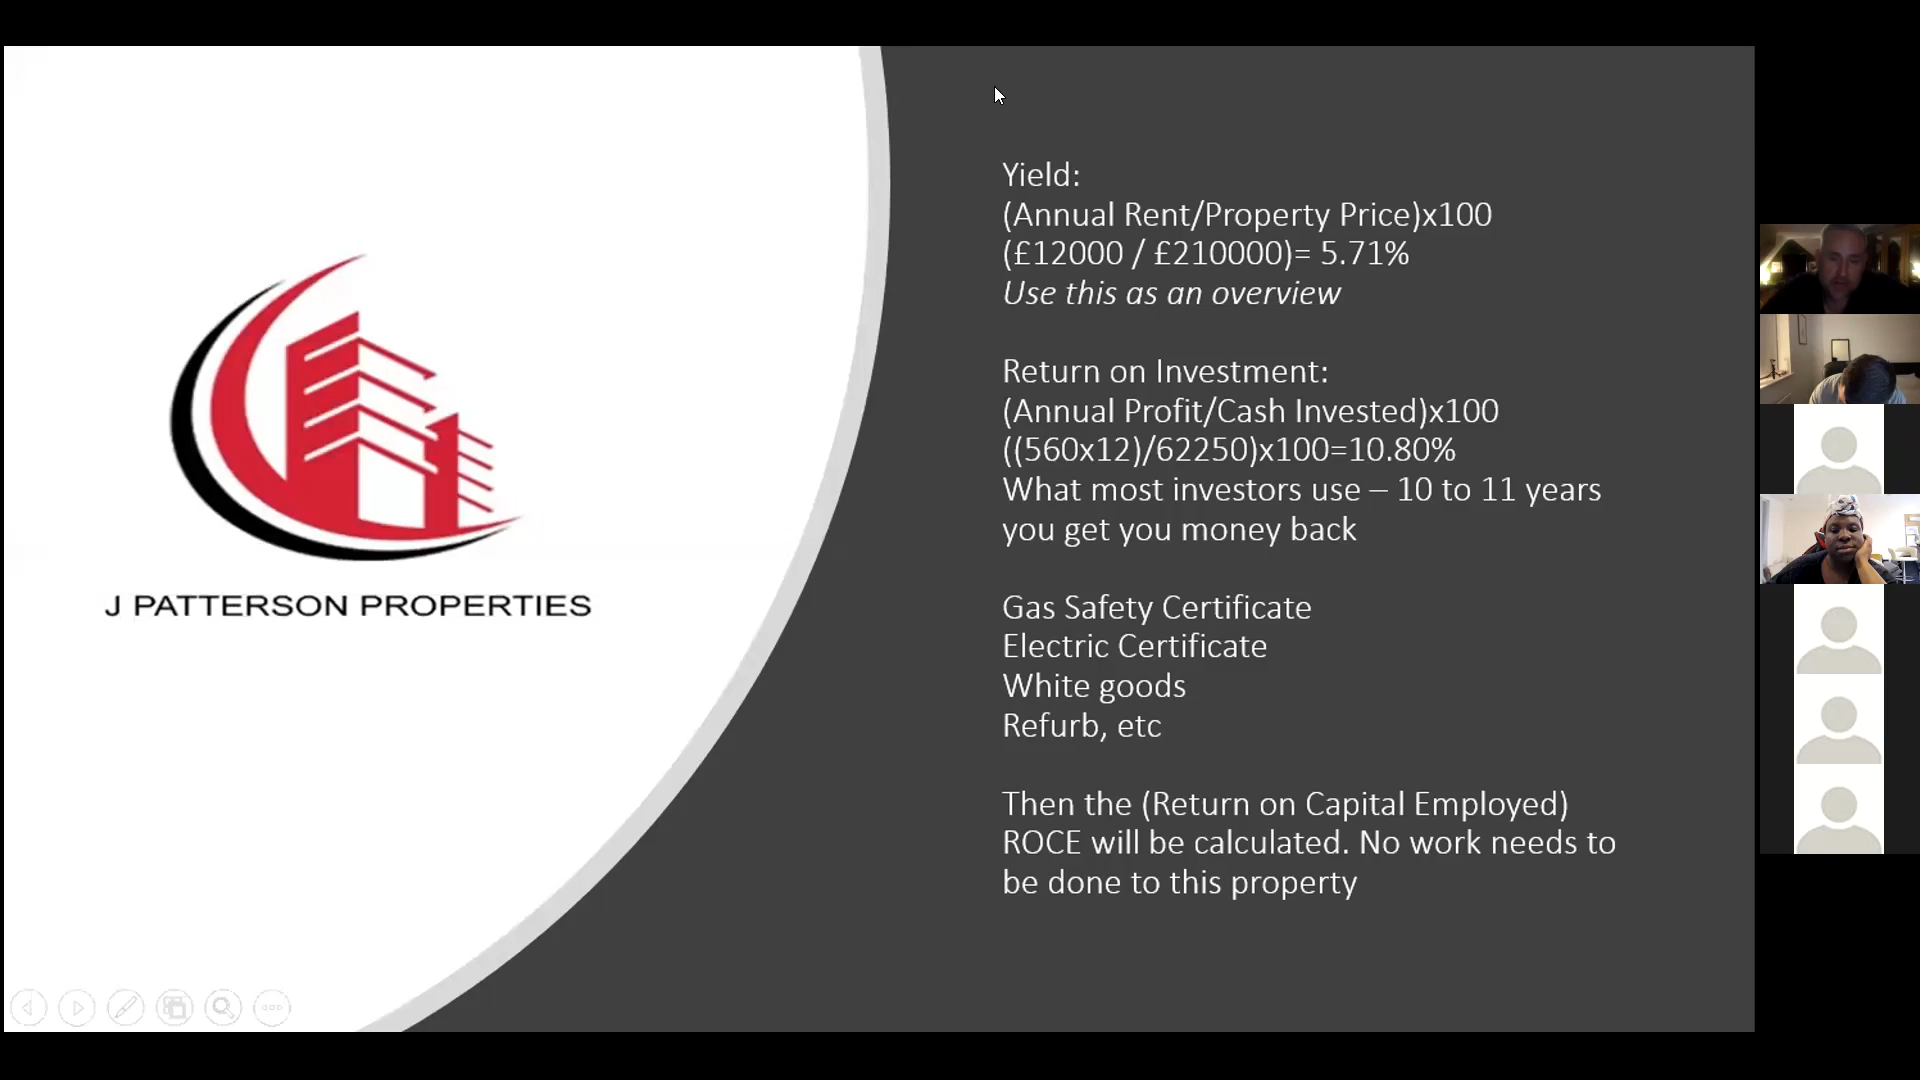 J PATTERSON PROPERTIES
Yield:
(Annual Rent/Property Price)x100
(£12000 / £210000)= 5.71%
Use this as an overview
Return on Investment:
(Annual Profit/Cash Invested)x100
((560x12)/62250)x100=10.80%
What most investors use – 10 to 11 years
you get you money back
Gas Safety Certificate
Electric Certificate
White goods
Refurb, etc
Then the (Return on Capital Employed)
ROCE will be calculated. No work needs to
be done to this property